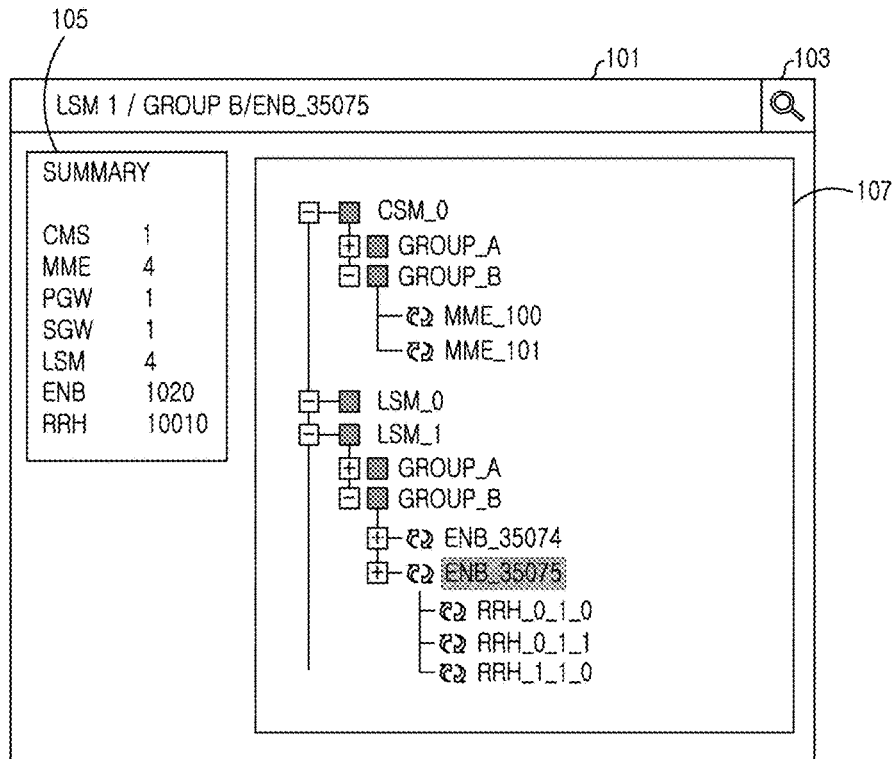 105
101
103
LSM 1 / GROUP B/ENB_35075
SUMMARY
CMS 1
MME 4
PGW 1
SGW 1
LSM 4
ENB 1020
RRH 10010
107
CSM_0
GROUP_A
GROUP_B
MME_100
MME_101
LSM_0
LSM_1
GROUP_A
GROUP_B
ENB_35074
ENB_35075
RRH_0_1_0
RRH_0_1_1
RRH_1_1_0